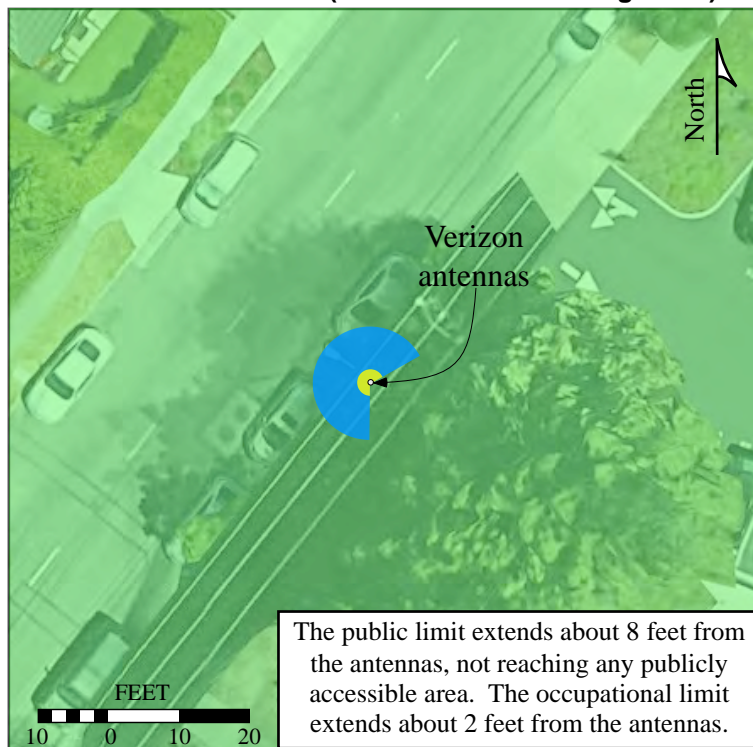 North
Verizon
antennas
The public limit extends about 8 feet from
the antennas, not reaching any publicly
accessible area. The occupational limit
extends about 2 feet from the antennas.
FEET
10 0 10 20